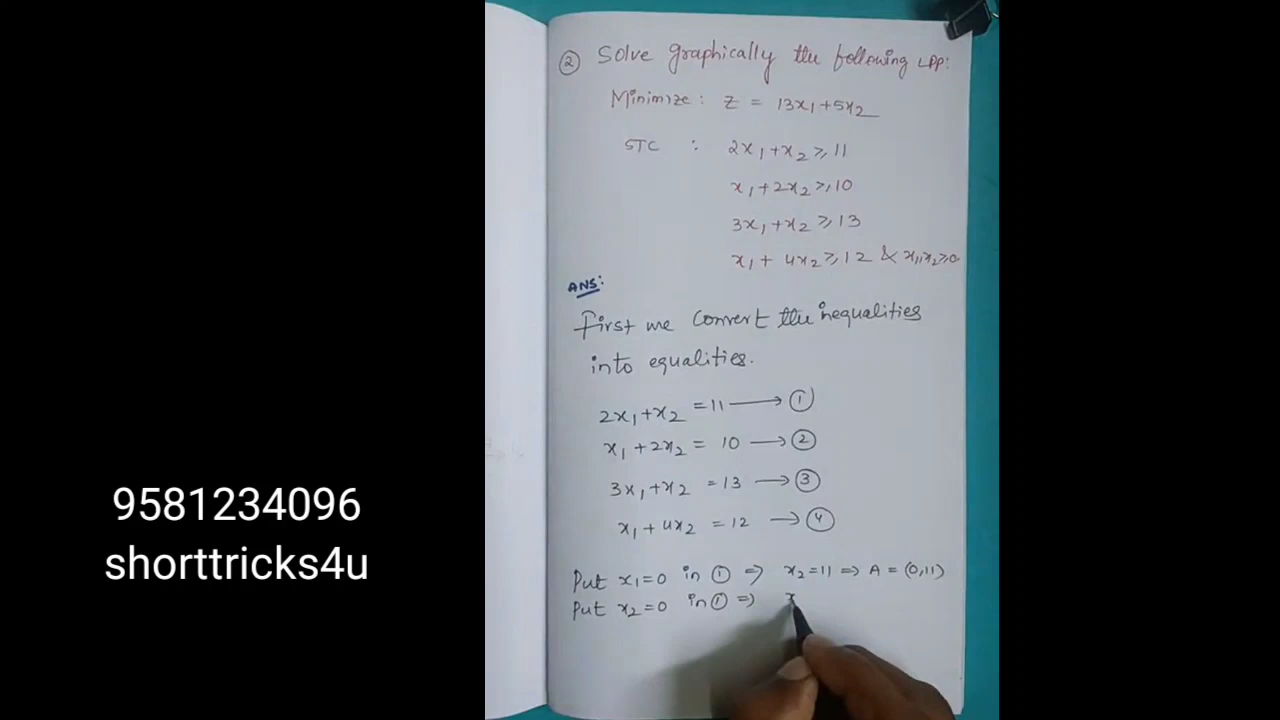 ② Solve graphically the following LPP:
Minimize: Z = 13x₁+5x₂
STC : 2x₁+x₂ ≥ 11
x₁+2x₂ ≥ 10
3x₁+x₂ ≥ 13
x₁+4x₂ ≥ 12 & x₁,x₂ ≥ 0.
ANS:
First we convert the inequalities
into equalities.
2x₁+x₂ = 11 → ①
x₁+2x₂ = 10 → ②
3x₁+x₂ = 13 → ③
x₁+4x₂ = 12 → ④
Put x₁=0 in ① ⇒ x₂=11 ⇒ A = (0,11)
Put x₂=0 in ① ⇒ x
9581234096
shorttricks4u